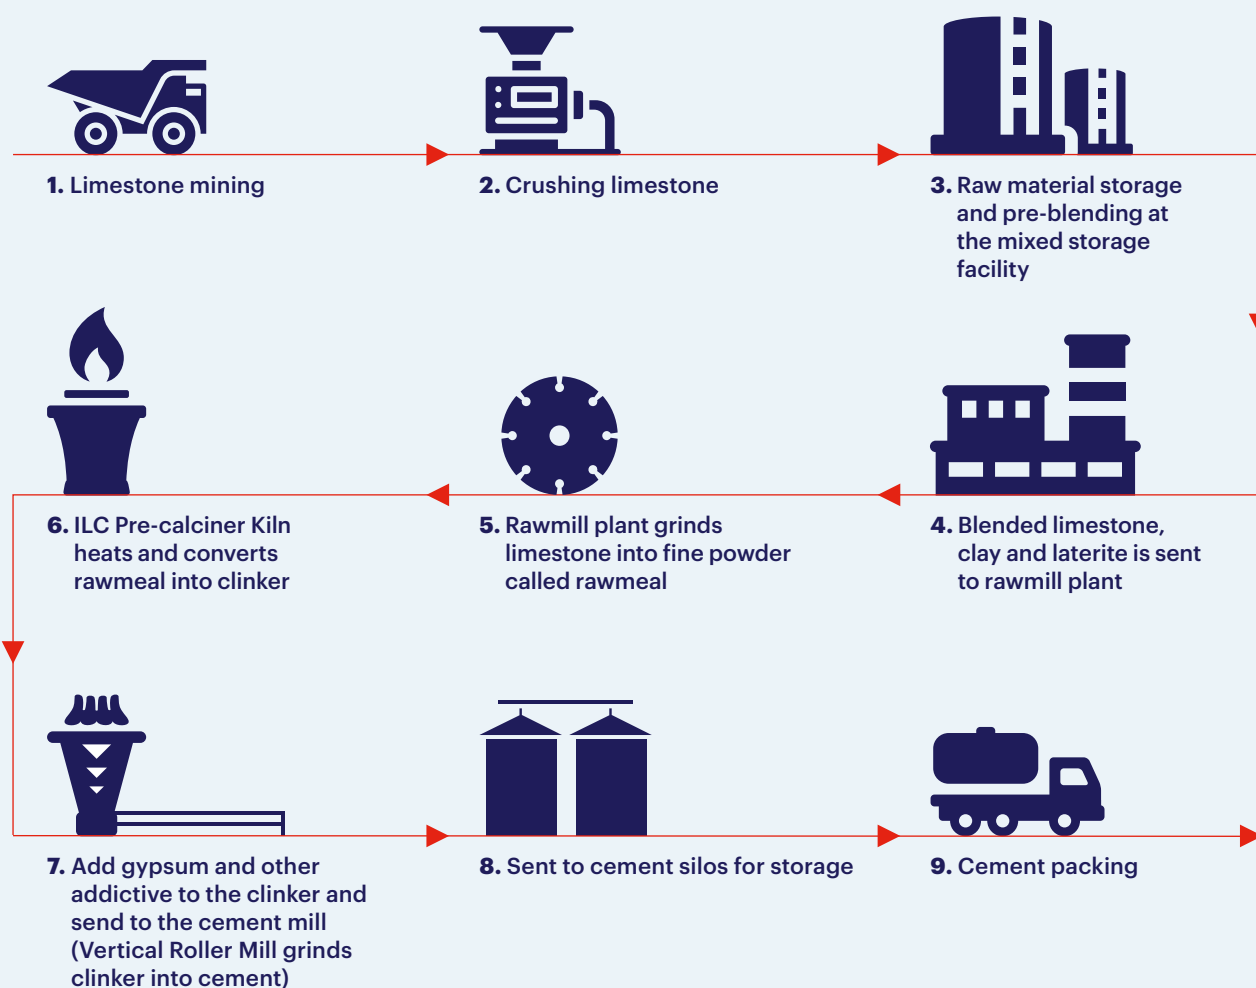 1. Limestone mining
2. Crushing limestone
3. Raw material storage
and pre-blending at
the mixed storage
facility
4. Blended limestone,
clay and laterite is sent
to rawmill plant
5. Rawmill plant grinds
limestone into fine powder
called rawmeal
6. ILC Pre-calciner Kiln
heats and converts
rawmeal into clinker
7. Add gypsum and other
addictive to the clinker and
send to the cement mill
(Vertical Roller Mill grinds
clinker into cement)
8. Sent to cement silos for storage
9. Cement packing